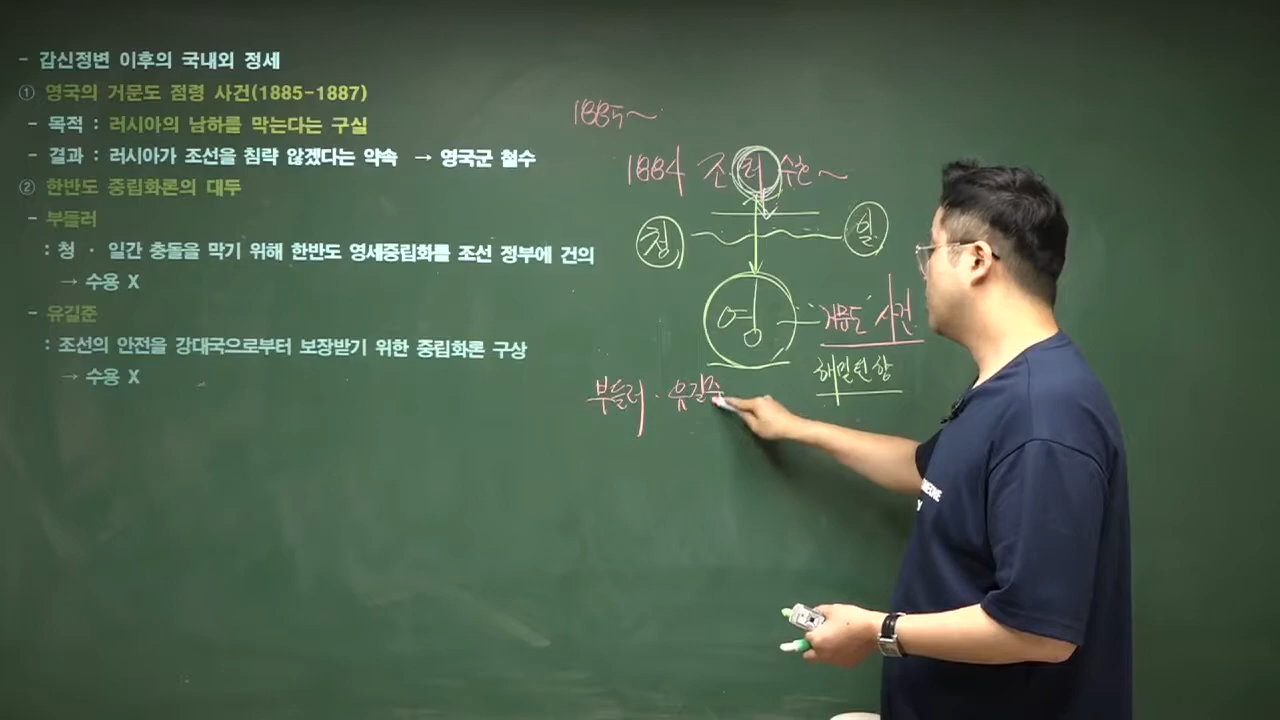 - 갑신정변 이후의 국내외 정세
① 영국의 거문도 점령 사건(1885-1887)
- 목적 : 러시아의 남하를 막는다는 구실
- 결과 : 러시아가 조선을 침략 않겠다는 약속 → 영국군 철수
② 한반도 중립화론의 대두
- 부들러
: 청 · 일간 충돌을 막기 위해 한반도 영세중립화를 조선 정부에 건의
→ 수용 X
- 유길준
: 조선의 안전을 강대국으로부터 보장받기 위한 중립화론 구상
→ 수용 X
1885~
1884 조·러 수호~
청 일
영
거문도 사건
해밀턴항
부들러 · 유길준